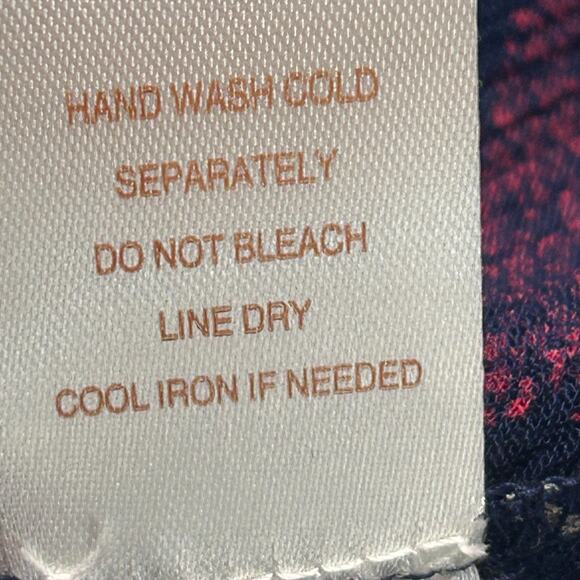 HAND WASH COLD
SEPARATELY
DO NOT BLEACH
LINE DRY
COOL IRON IF NEEDED